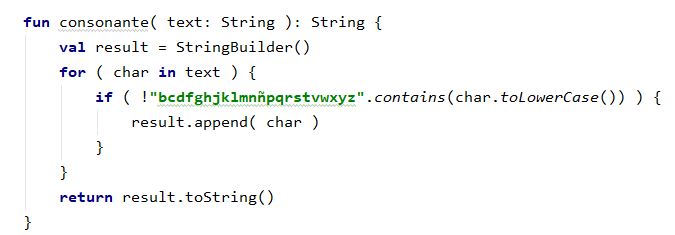 fun consonante( text: String ): String {
    val result = StringBuilder()
    for ( char in text ) {
        if ( !"bcdfghjklmnñpqrstvwxyz".contains(char.toLowerCase()) ) {
            result.append( char )
        }
    }
    return result.toString()
}